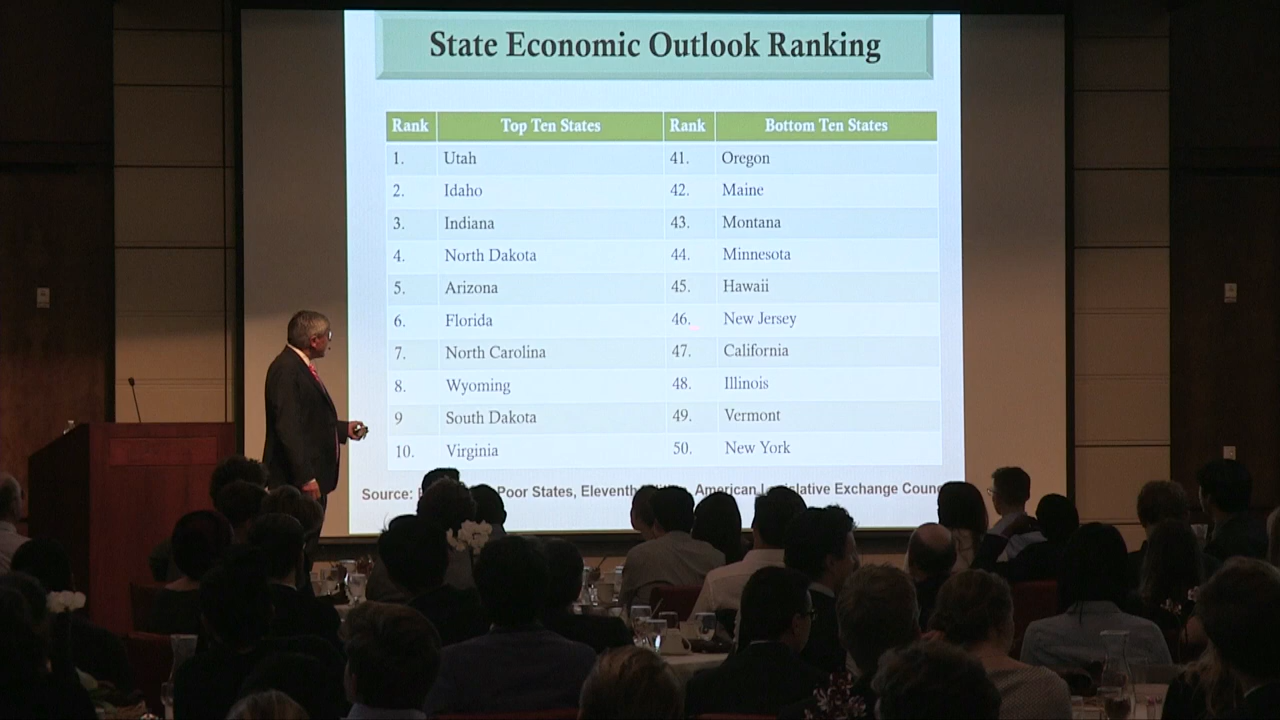 State Economic Outlook Ranking
Rank Top Ten States Rank Bottom Ten States
1. Utah 41. Oregon
2. Idaho 42. Maine
3. Indiana 43. Montana
4. North Dakota 44. Minnesota
5. Arizona 45. Hawaii
6. Florida 46. New Jersey
7. North Carolina 47. California
8. Wyoming 48. Illinois
9 South Dakota 49. Vermont
10. Virginia 50. New York
Source: Poor States, Eleventh American Legislative Exchange